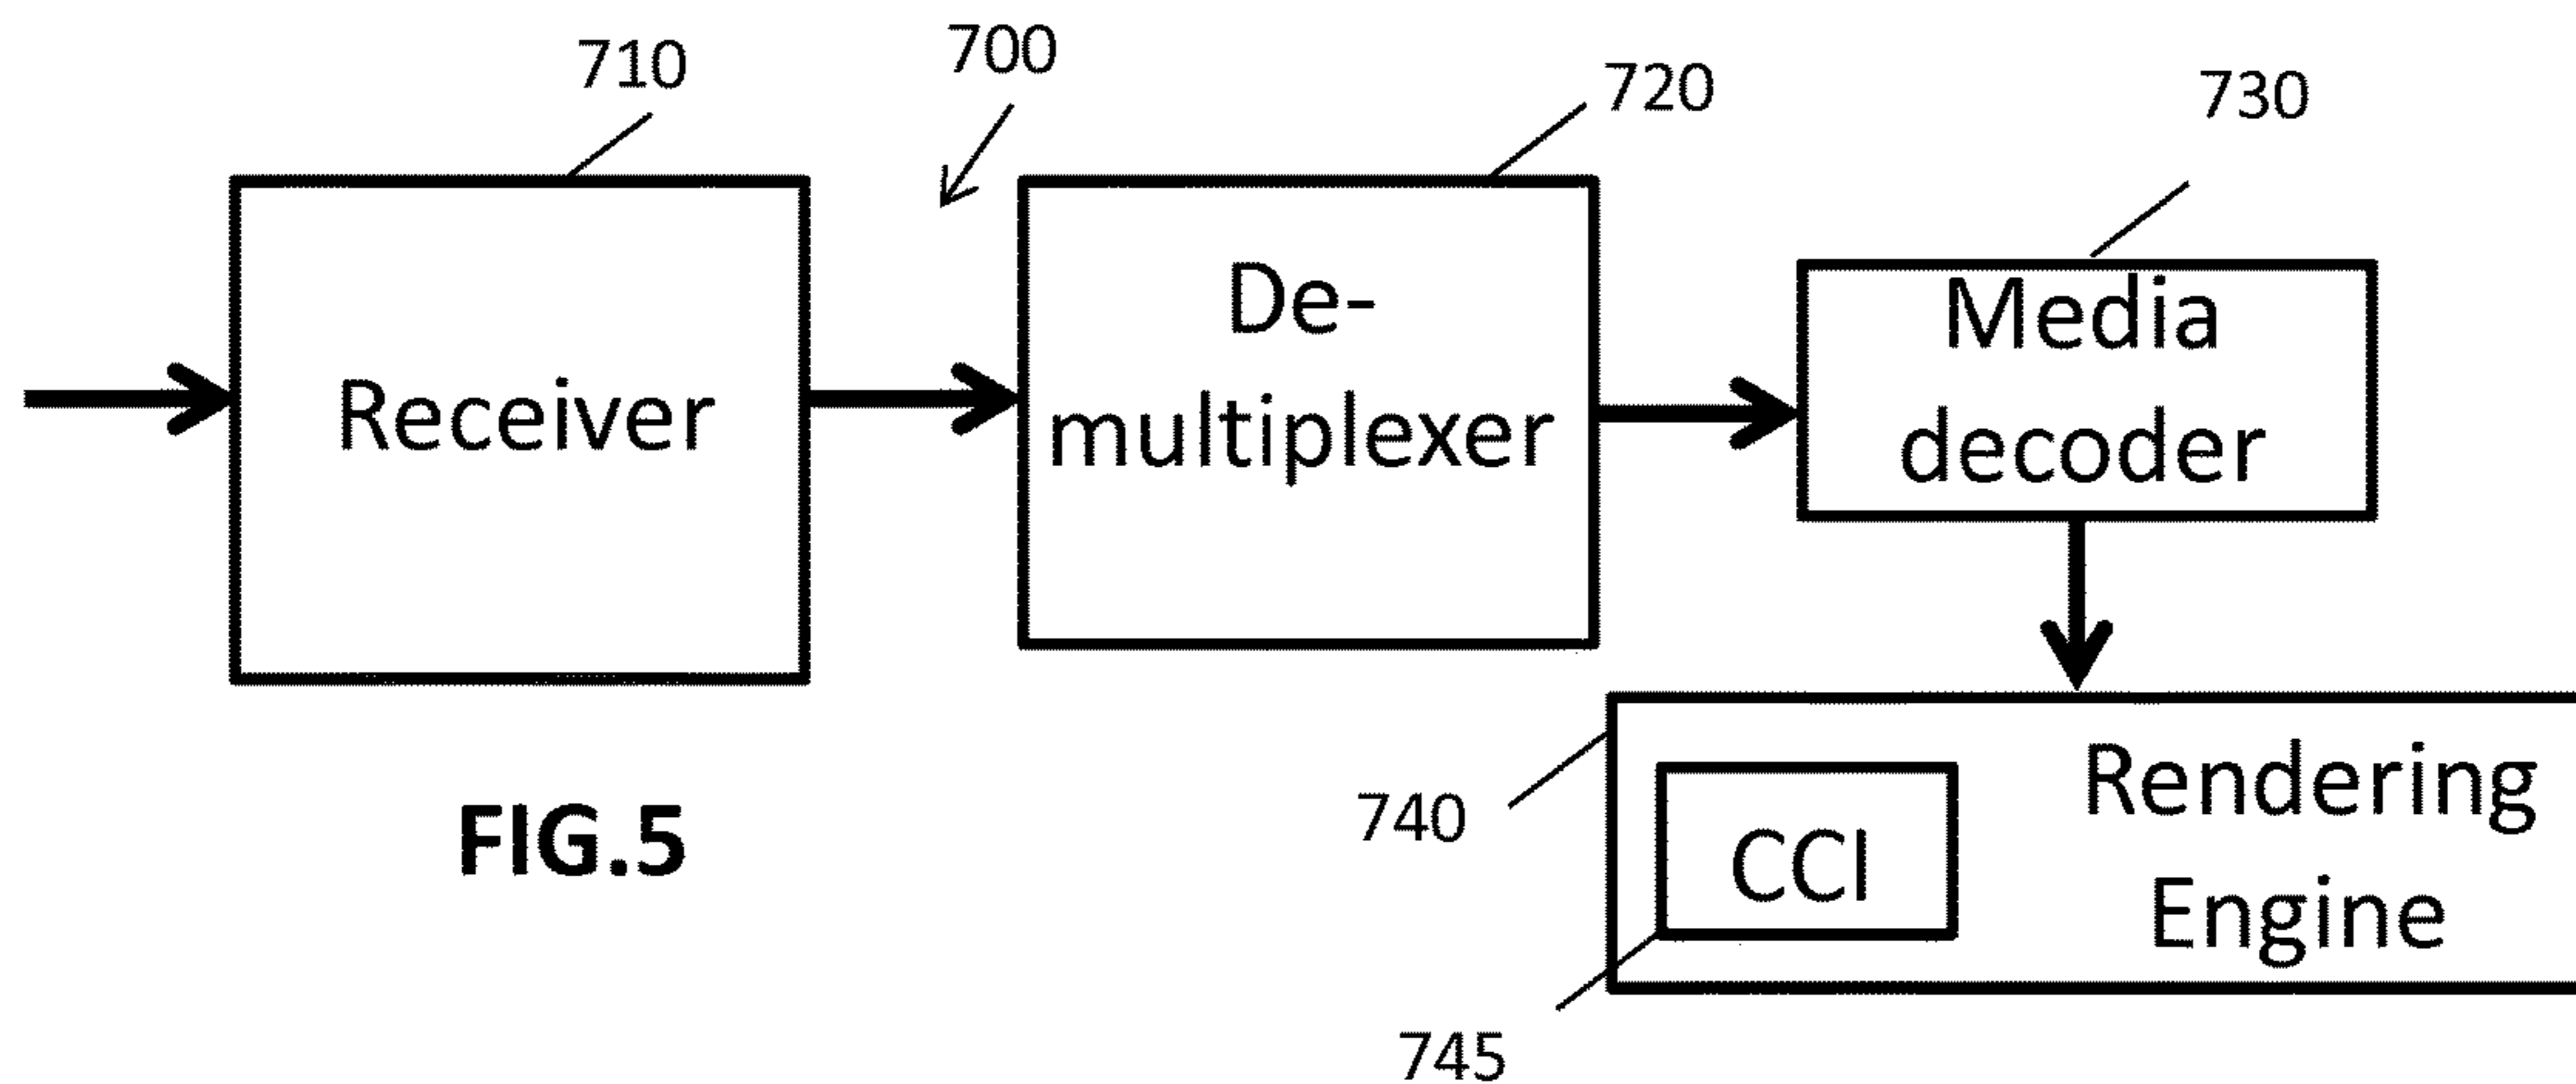 700
710
720
730
De-
Media
Receiver
multiplexer
decoder
Rendering
740
CCI
FIG.5
Engine
745